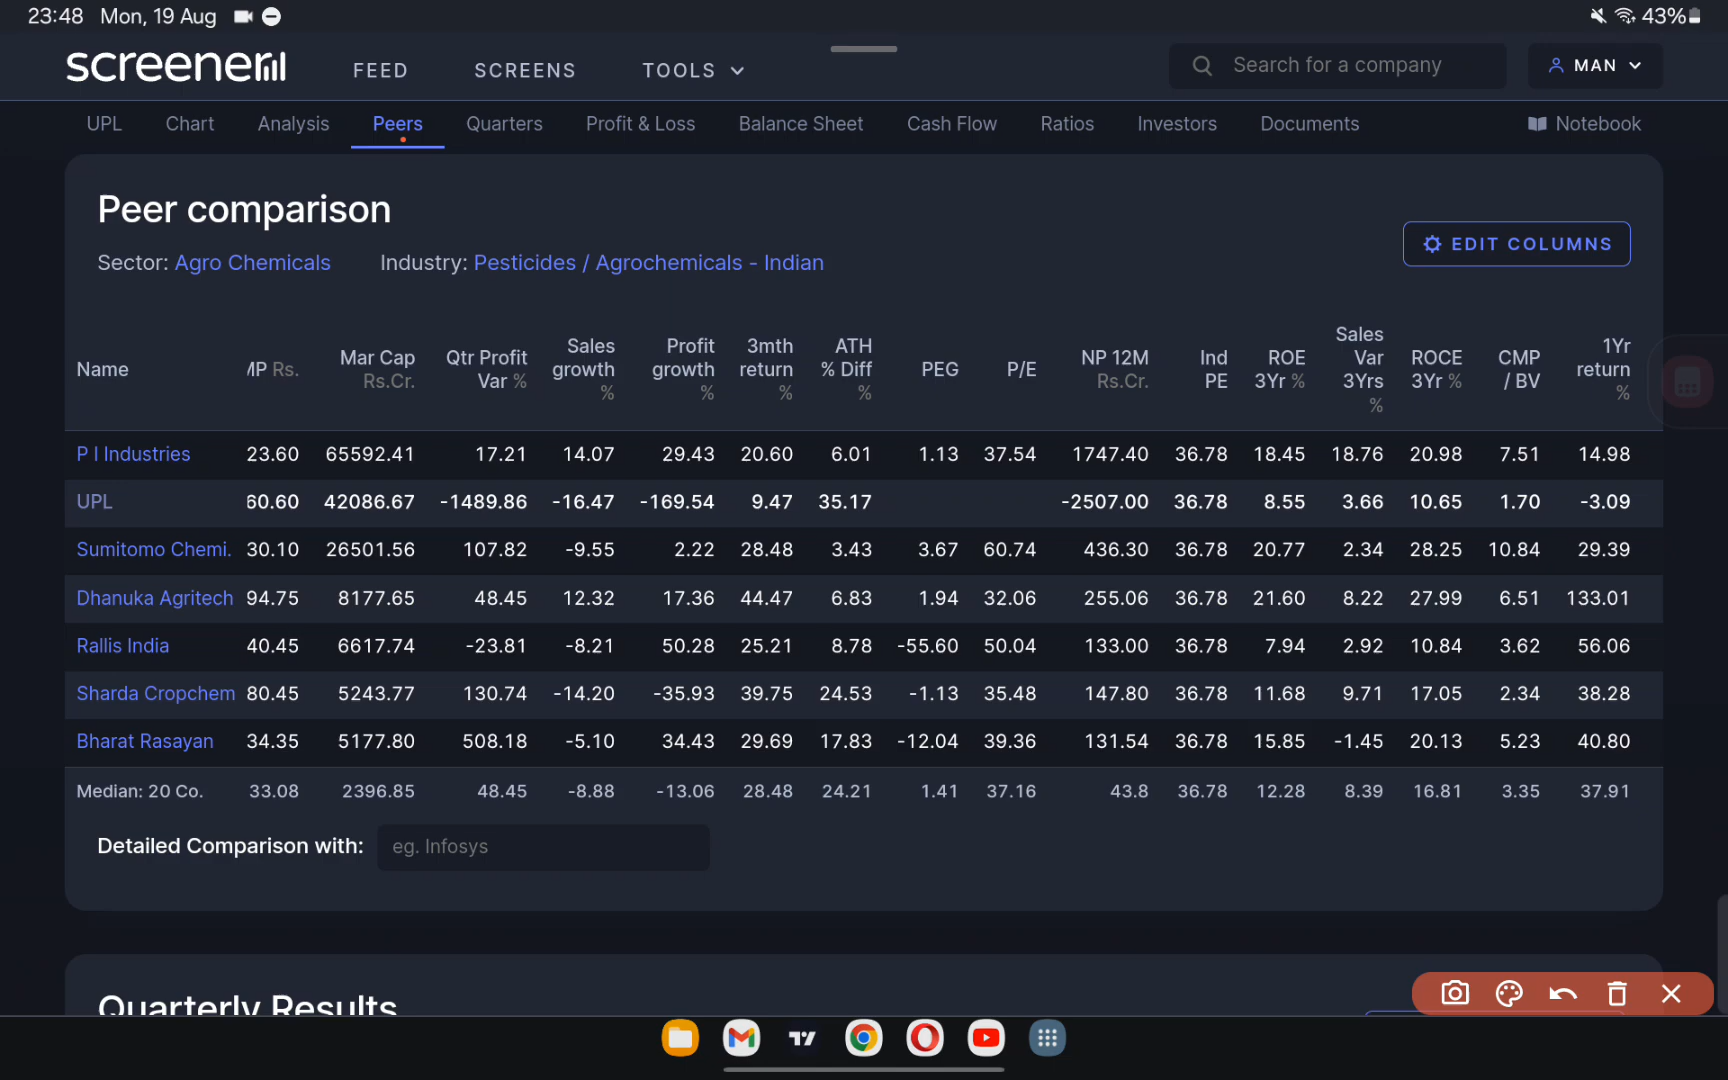 23:48 Mon, 19 Aug 43%
screener FEED SCREENS TOOLS Search for a company MAN
UPL Chart Analysis Peers Quarters Profit & Loss Balance Sheet Cash Flow Ratios Investors Documents Notebook
Peer comparison
EDIT COLUMNS
Sector: Agro Chemicals Industry: Pesticides / Agrochemicals - Indian
Name MP Rs. Mar Cap Rs.Cr. Qtr Profit Var % Sales growth % Profit growth % 3mth return % ATH % Diff % PEG P/E NP 12M Rs.Cr. Ind PE ROE 3Yr % Sales Var 3Yrs % ROCE 3Yr % CMP / BV 1Yr return %
P I Industries 23.60 65592.41 17.21 14.07 29.43 20.60 6.01 1.13 37.54 1747.40 36.78 18.45 18.76 20.98 7.51 14.98
UPL 60.60 42086.67 -1489.86 -16.47 -169.54 9.47 35.17 -2507.00 36.78 8.55 3.66 10.65 1.70 -3.09
Sumitomo Chemi. 30.10 26501.56 107.82 -9.55 2.22 28.48 3.43 3.67 60.74 436.30 36.78 20.77 2.34 28.25 10.84 29.39
Dhanuka Agritech 94.75 8177.65 48.45 12.32 17.36 44.47 6.83 1.94 32.06 255.06 36.78 21.60 8.22 27.99 6.51 133.01
Rallis India 40.45 6617.74 -23.81 -8.21 50.28 25.21 8.78 -55.60 50.04 133.00 36.78 7.94 2.92 10.84 3.62 56.06
Sharda Cropchem 80.45 5243.77 130.74 -14.20 -35.93 39.75 24.53 -1.13 35.48 147.80 36.78 11.68 9.71 17.05 2.34 38.28
Bharat Rasayan 34.35 5177.80 508.18 -5.10 34.43 29.69 17.83 -12.04 39.36 131.54 36.78 15.85 -1.45 20.13 5.23 40.80
Median: 20 Co. 33.08 2396.85 48.45 -8.88 -13.06 28.48 24.21 1.41 37.16 43.8 36.78 12.28 8.39 16.81 3.35 37.91
Detailed Comparison with: eg. Infosys
Quarterly Results